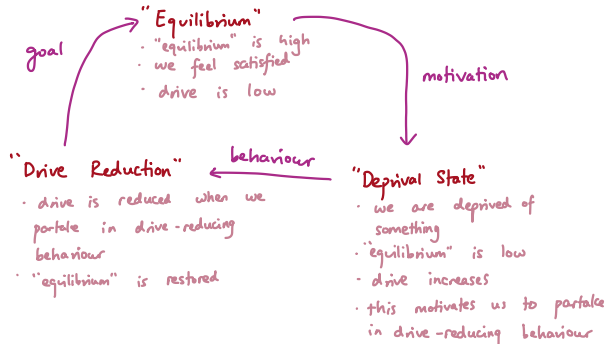 "Equilibrium"
· "equilibrium" is high
· we feel satisfied
· drive is low
goal
motivation
behaviour
"Drive Reduction"
· drive is reduced when we
partake in drive-reducing
behaviour
· "equilibrium" is restored
"Deprival State"
· we are deprived of
something
· "equilibrium" is low
· drive increases
· this motivates us to partake
in drive-reducing behaviour